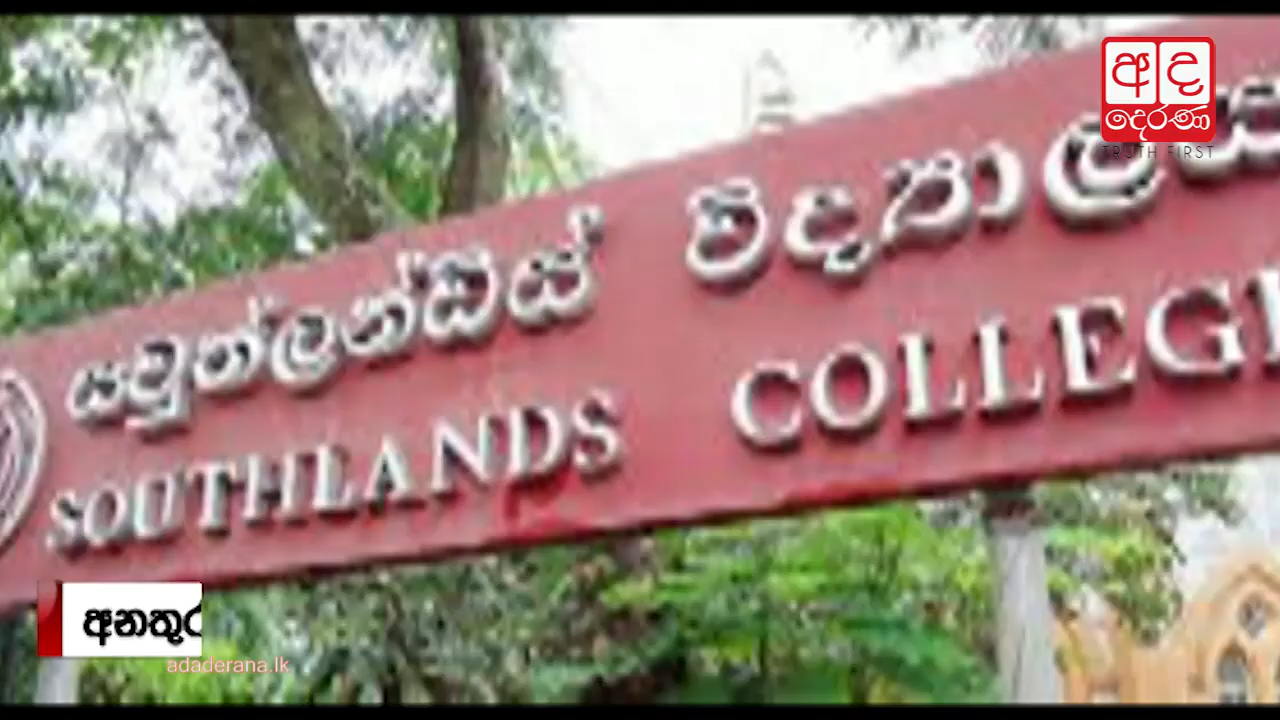 අද
දෙරණ
TRUTH FIRST
සවුත්ලන්ඩ්ස් විද්‍යාලය
SOUTHLANDS COLLEGE
අනතුර
adaderana.lk